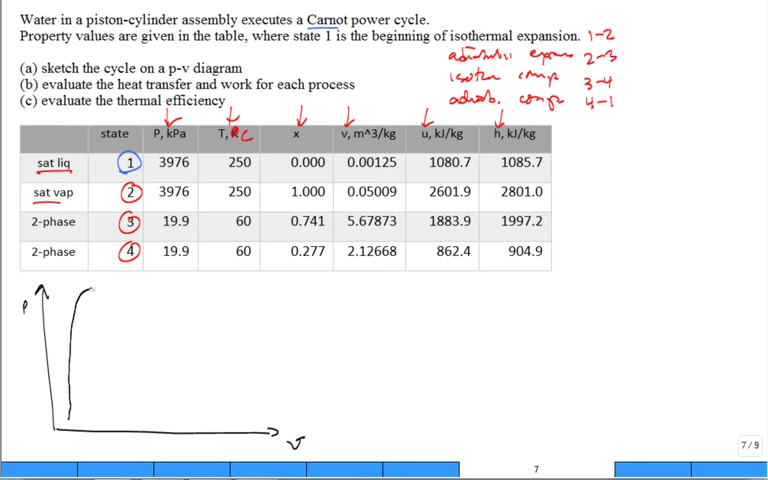 Water in a piston-cylinder assembly executes a Carnot power cycle.
Property values are given in the table, where state 1 is the beginning of isothermal expansion. 1-2
2-3
(a) sketch the cycle on a p-v diagram isother comp 3-4
(b) evaluate the heat transfer and work for each process adiab. comp 4-1
(c) evaluate the thermal efficiency
state P, kPa T, C x v, m^3/kg u, kJ/kg h, kJ/kg
sat liq 1 3976 250 0.000 0.00125 1080.7 1085.7
sat vap 2 3976 250 1.000 0.05009 2601.9 2801.0
2-phase 3 19.9 60 0.741 5.67873 1883.9 1997.2
2-phase 4 19.9 60 0.277 2.12668 862.4 904.9
P
v
7 / 9
7